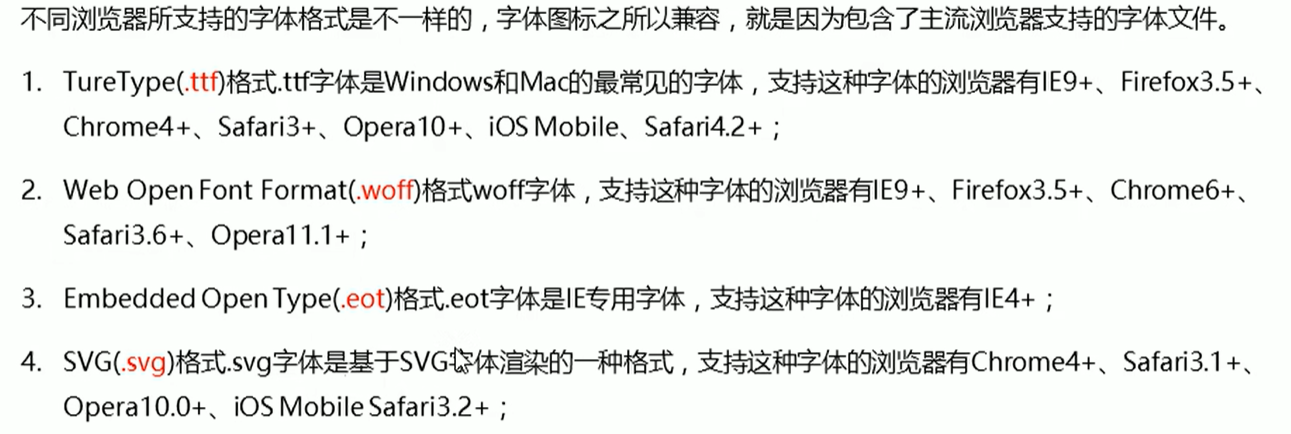 不同浏览器所支持的字体格式是不一样的，字体图标之所以兼容，就是因为包含了主流浏览器支持的字体文件。
1. TureType(.ttf)格式.ttf字体是Windows和Mac的最常见的字体，支持这种字体的浏览器有IE9+、Firefox3.5+、
Chrome4+、Safari3+、Opera10+、iOS Mobile、Safari4.2+；
2. Web Open Font Format(.woff)格式woff字体，支持这种字体的浏览器有IE9+、Firefox3.5+、Chrome6+、
Safari3.6+、Opera11.1+；
3. Embedded Open Type(.eot)格式.eot字体是IE专用字体，支持这种字体的浏览器有IE4+；
4. SVG(.svg)格式.svg字体是基于SVG字体渲染的一种格式，支持这种字体的浏览器有Chrome4+、Safari3.1+、
Opera10.0+、iOS Mobile Safari3.2+；